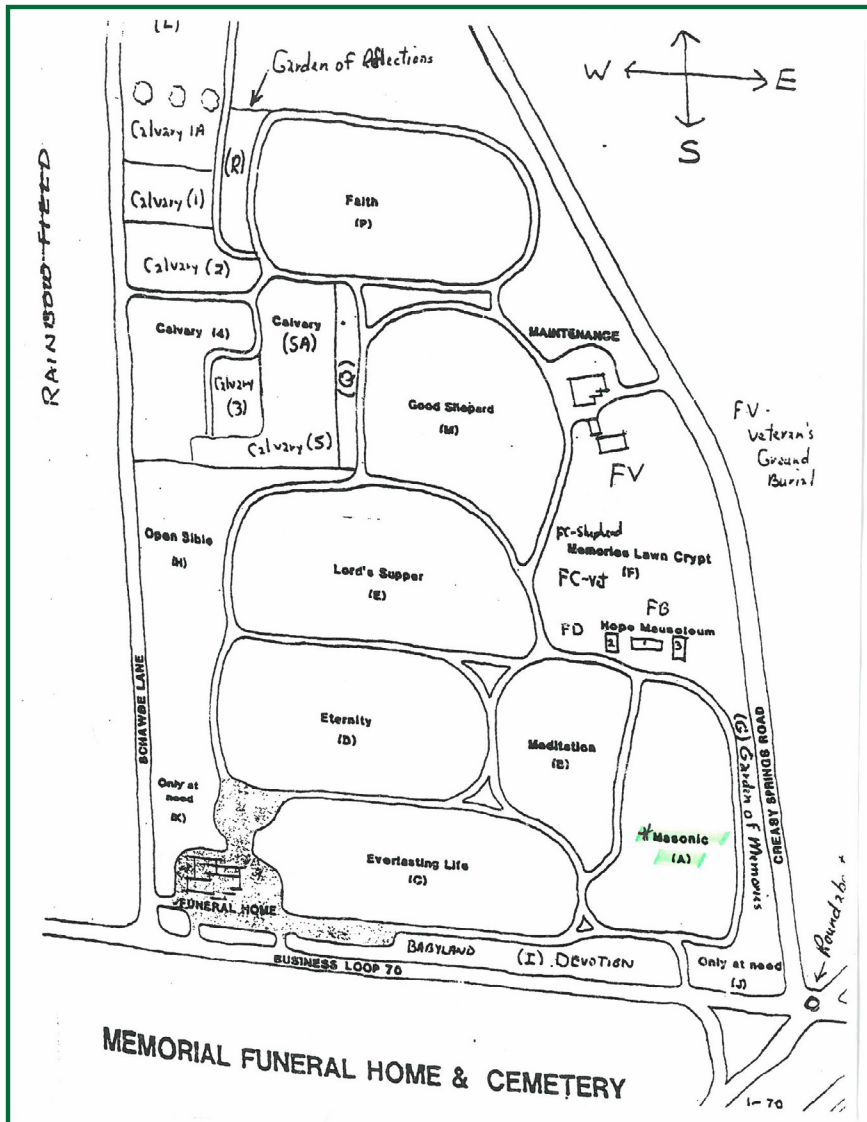 (L)
Garden of Reflections
W E
S
Calvary 1A
(R)
Calvary (1)
Faith
(P)
RAINBOW FIELD
Calvary (2)
Calvary (4)
Calvary
(5A)
MAINTENANCE
(Q)
Calvary
(3)
Good Shepard
(M)
FV -
Veteran's
Ground
Burial
Calvary (5)
FV
Open Bible
(H)
FC-Shepherd
Memories Lawn Crypt
(F)
FC-Vet
Lord's Supper
(E)
FB
FD Hope Mausoleum
2 1 3
SCHAWBE LANE
Eternity
(D)
Meditation
(B)
CREASY SPRINGS ROAD
(G) Garden of Memories
Only at
need
(K)
*Masonic
(A)
Everlasting Life
(C)
FUNERAL HOME
BABYLAND (I) DEVOTION
Only at need
(J)
BUSINESS LOOP 70
MEMORIAL FUNERAL HOME & CEMETERY
I-70